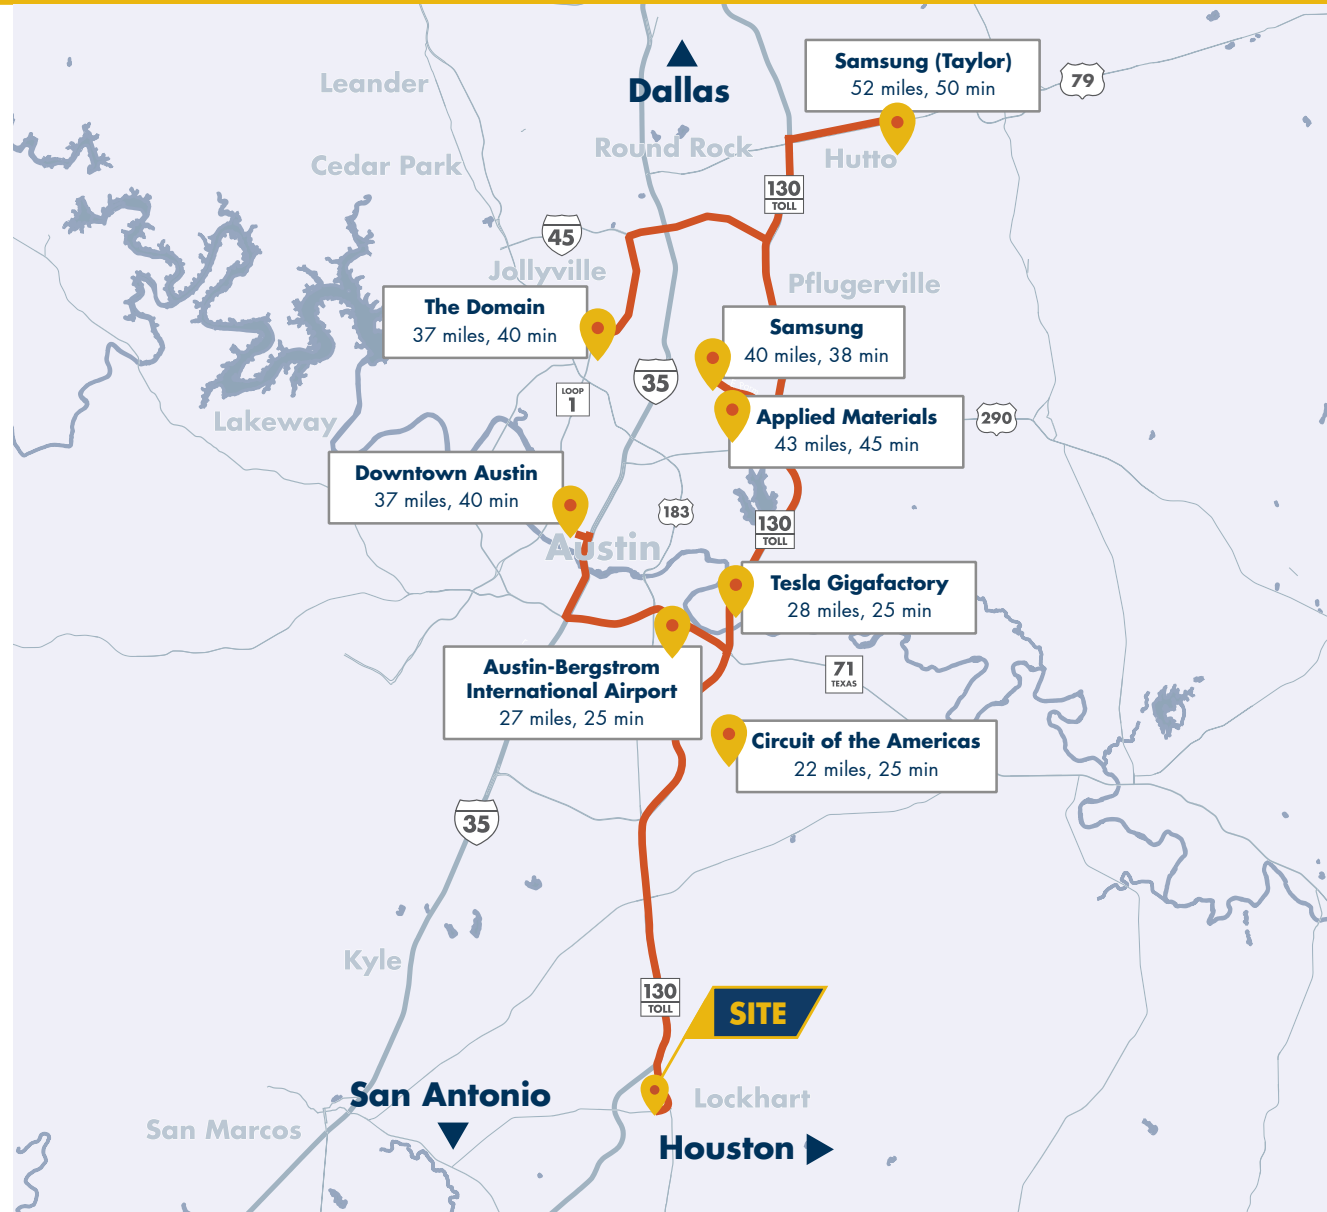 Samsung (Taylor)
52 miles, 50 min
79
Leander
Dallas
Round Rock
Hutto
Cedar Park
130
TOLL
45
Jollyville
Pflugerville
The Domain
37 miles, 40 min
Samsung
40 miles, 38 min
35
LOOP
1
Lakeway
Applied Materials
43 miles, 45 min
290
Downtown Austin
37 miles, 40 min
183
130
TOLL
Austin
Tesla Gigafactory
28 miles, 25 min
Austin-Bergstrom
International Airport
27 miles, 25 min
71
TEXAS
Circuit of the Americas
22 miles, 25 min
35
Kyle
130
TOLL
SITE
San Antonio
Lockhart
San Marcos
Houston